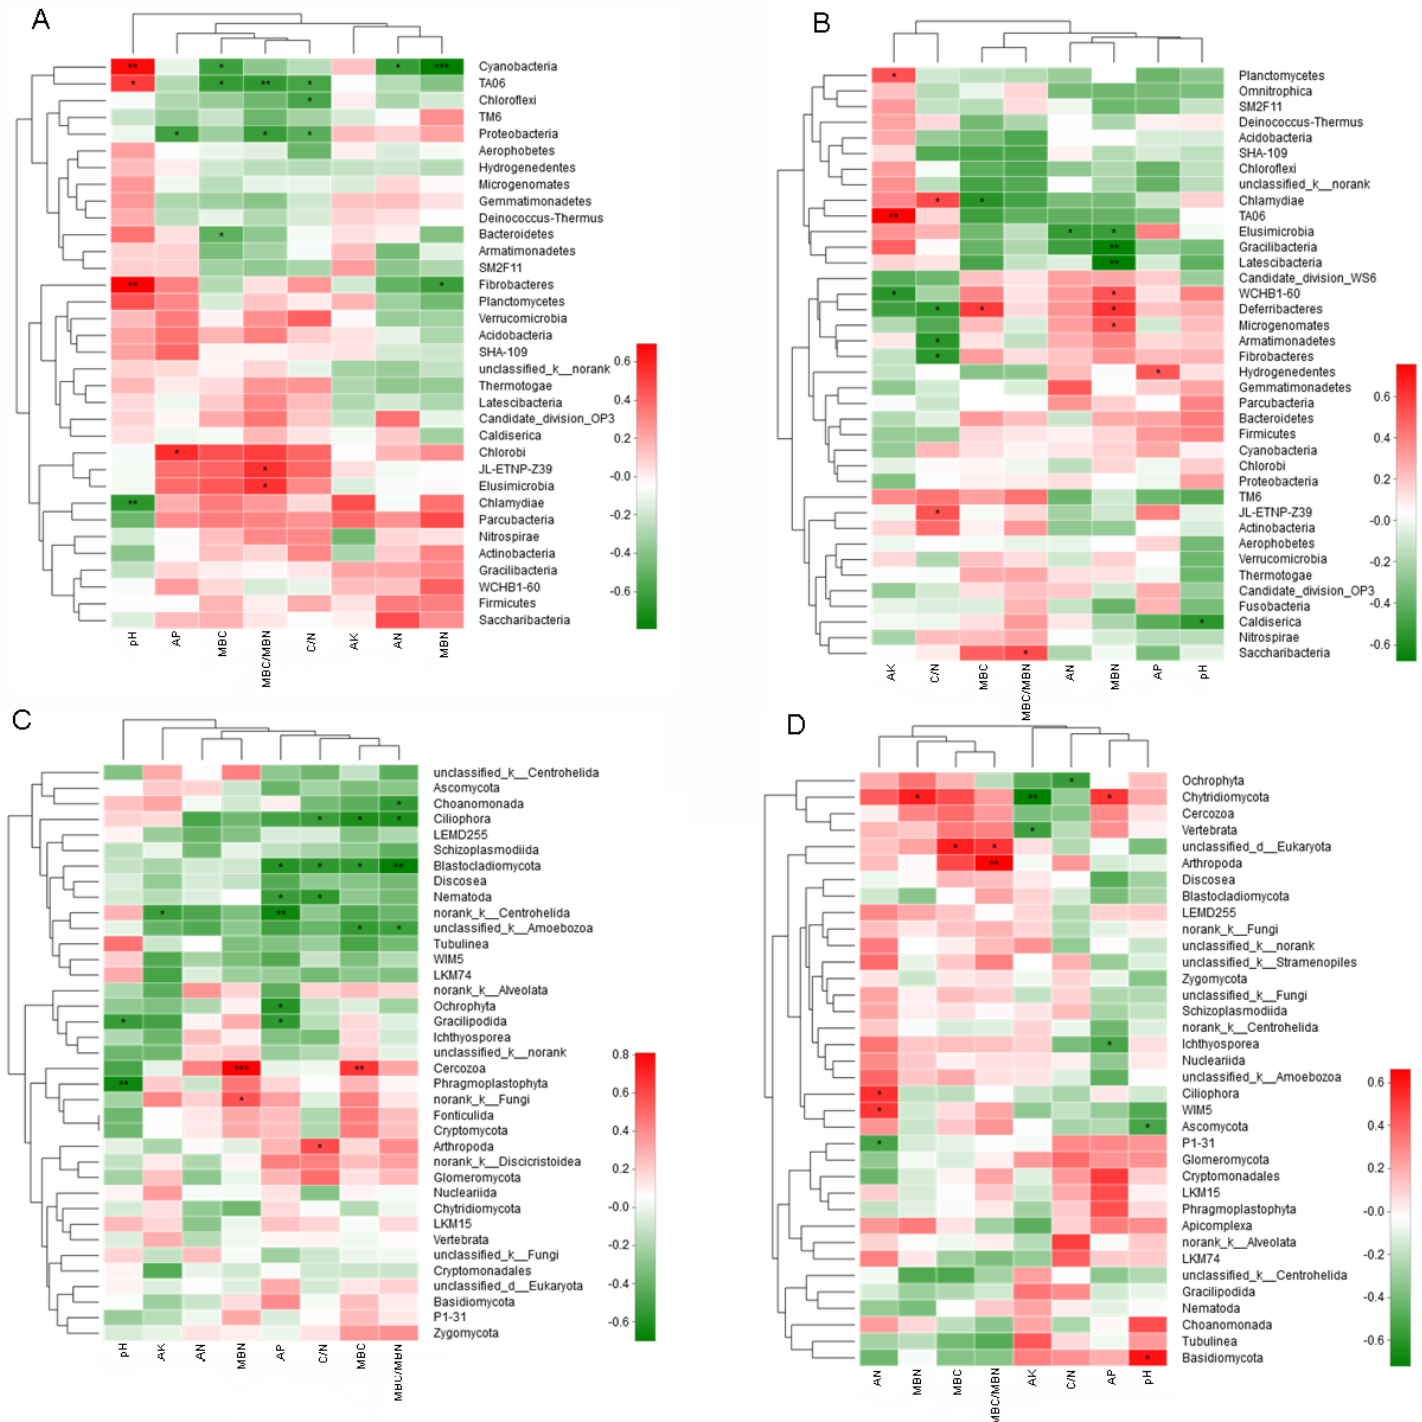 A
Cyanobacteria
TA06
Chloroflexi
TM6
Proteobacteria
Aerophobetes
Hydrogenedentes
Microgenomates
Gemmatimonadetes
Deinococcus-Thermus
Bacteroidetes
Armatimonadetes
SM2F11
Fibrobacteres
Planctomycetes
Verrucomicrobia
Acidobacteria
SHA-109
unclassified_k__norank
Thermotogae
Latescibacteria
Candidate_division_OP3
Caldiserica
Chlorobi
JL-ETNP-Z39
Elusimicrobia
Chlamydiae
Parcubacteria
Nitrospirae
Actinobacteria
Gracilibacteria
WCHB1-60
Firmicutes
Saccharibacteria
pH AP MBC MBC/MBN C/N AK AN MBN
0.6
0.4
0.2
-0.0
-0.2
-0.4
-0.6
B
Planctomycetes
Omnitrophica
SM2F11
Deinococcus-Thermus
Acidobacteria
SHA-109
Chloroflexi
unclassified_k__norank
Chlamydiae
TA06
Elusimicrobia
Gracilibacteria
Latescibacteria
Candidate_division_WS6
WCHB1-60
Deferribacteres
Microgenomates
Armatimonadetes
Fibrobacteres
Hydrogenedentes
Gemmatimonadetes
Parcubacteria
Bacteroidetes
Firmicutes
Cyanobacteria
Chlorobi
Proteobacteria
TM6
JL-ETNP-Z39
Actinobacteria
Aerophobetes
Verrucomicrobia
Thermotogae
Candidate_division_OP3
Fusobacteria
Caldiserica
Nitrospirae
Saccharibacteria
AK C/N MBC MBC/MBN AN MBN AP pH
0.6
0.4
0.2
-0.0
-0.2
-0.4
-0.6
C
unclassified_k__Centrohelida
Ascomycota
Choanomonada
Ciliophora
LEMD255
Schizoplasmodiida
Blastocladiomycota
Discosea
Nematoda
norank_k__Centrohelida
unclassified_k__Amoebozoa
Tubulinea
WIM5
LKM74
norank_k__Alveolata
Ochrophyta
Gracilipodida
Ichthyosporea
unclassified_k__norank
Cercozoa
Phragmoplastophyta
norank_k__Fungi
Fonticulida
Cryptomycota
Arthropoda
norank_k__Discicristoidea
Glomeromycota
Nucleariida
Chytridiomycota
LKM15
Vertebrata
unclassified_k__Fungi
Cryptomonadales
unclassified_d__Eukaryota
Basidiomycota
P1-31
Zygomycota
pH AK AN MBN AP C/N MBC MBC/MBN
0.8
0.6
0.4
0.2
-0.0
-0.2
-0.4
-0.6
D
Ochrophyta
Chytridiomycota
Cercozoa
Vertebrata
unclassified_d__Eukaryota
Arthropoda
Discosea
Blastocladiomycota
LEMD255
norank_k__Fungi
unclassified_k__norank
unclassified_k__Stramenopiles
Zygomycota
unclassified_k__Fungi
Schizoplasmodiida
norank_k__Centrohelida
Ichthyosporea
Nucleariida
unclassified_k__Amoebozoa
Ciliophora
WIM5
Ascomycota
P1-31
Glomeromycota
Cryptomonadales
LKM15
Phragmoplastophyta
Apicomplexa
norank_k__Alveolata
LKM74
unclassified_k__Centrohelida
Gracilipodida
Nematoda
Choanomonada
Tubulinea
Basidiomycota
AN MBN MBC MBC/MBN AK C/N AP pH
0.6
0.4
0.2
-0.0
-0.2
-0.4
-0.6